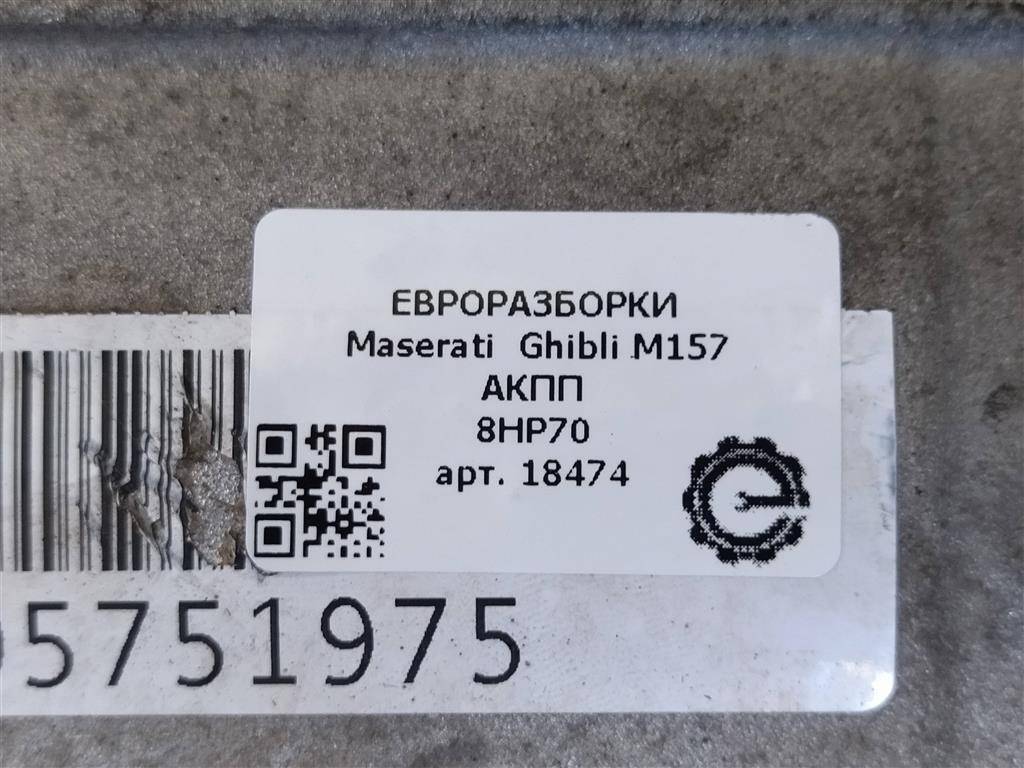 ЕВРОРАЗБОРКИ
Maserati Ghibli M157
АКПП
8HP70
арт. 18474
5751975